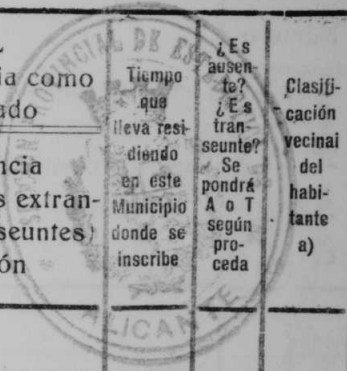 ia como
ado
ncia
s extran-
seuntes)
ón
Tiempo
que
lleva resi-
diendo
en este
Municipio
donde se
inscribe
¿Es
ausen-
te?
¿Es
tran-
seunte?
Se
pondrá
A o T
según
pro-
ceda
Clasifi-
cación
vecinal
del
habi-
tante
a)
ALICANTE